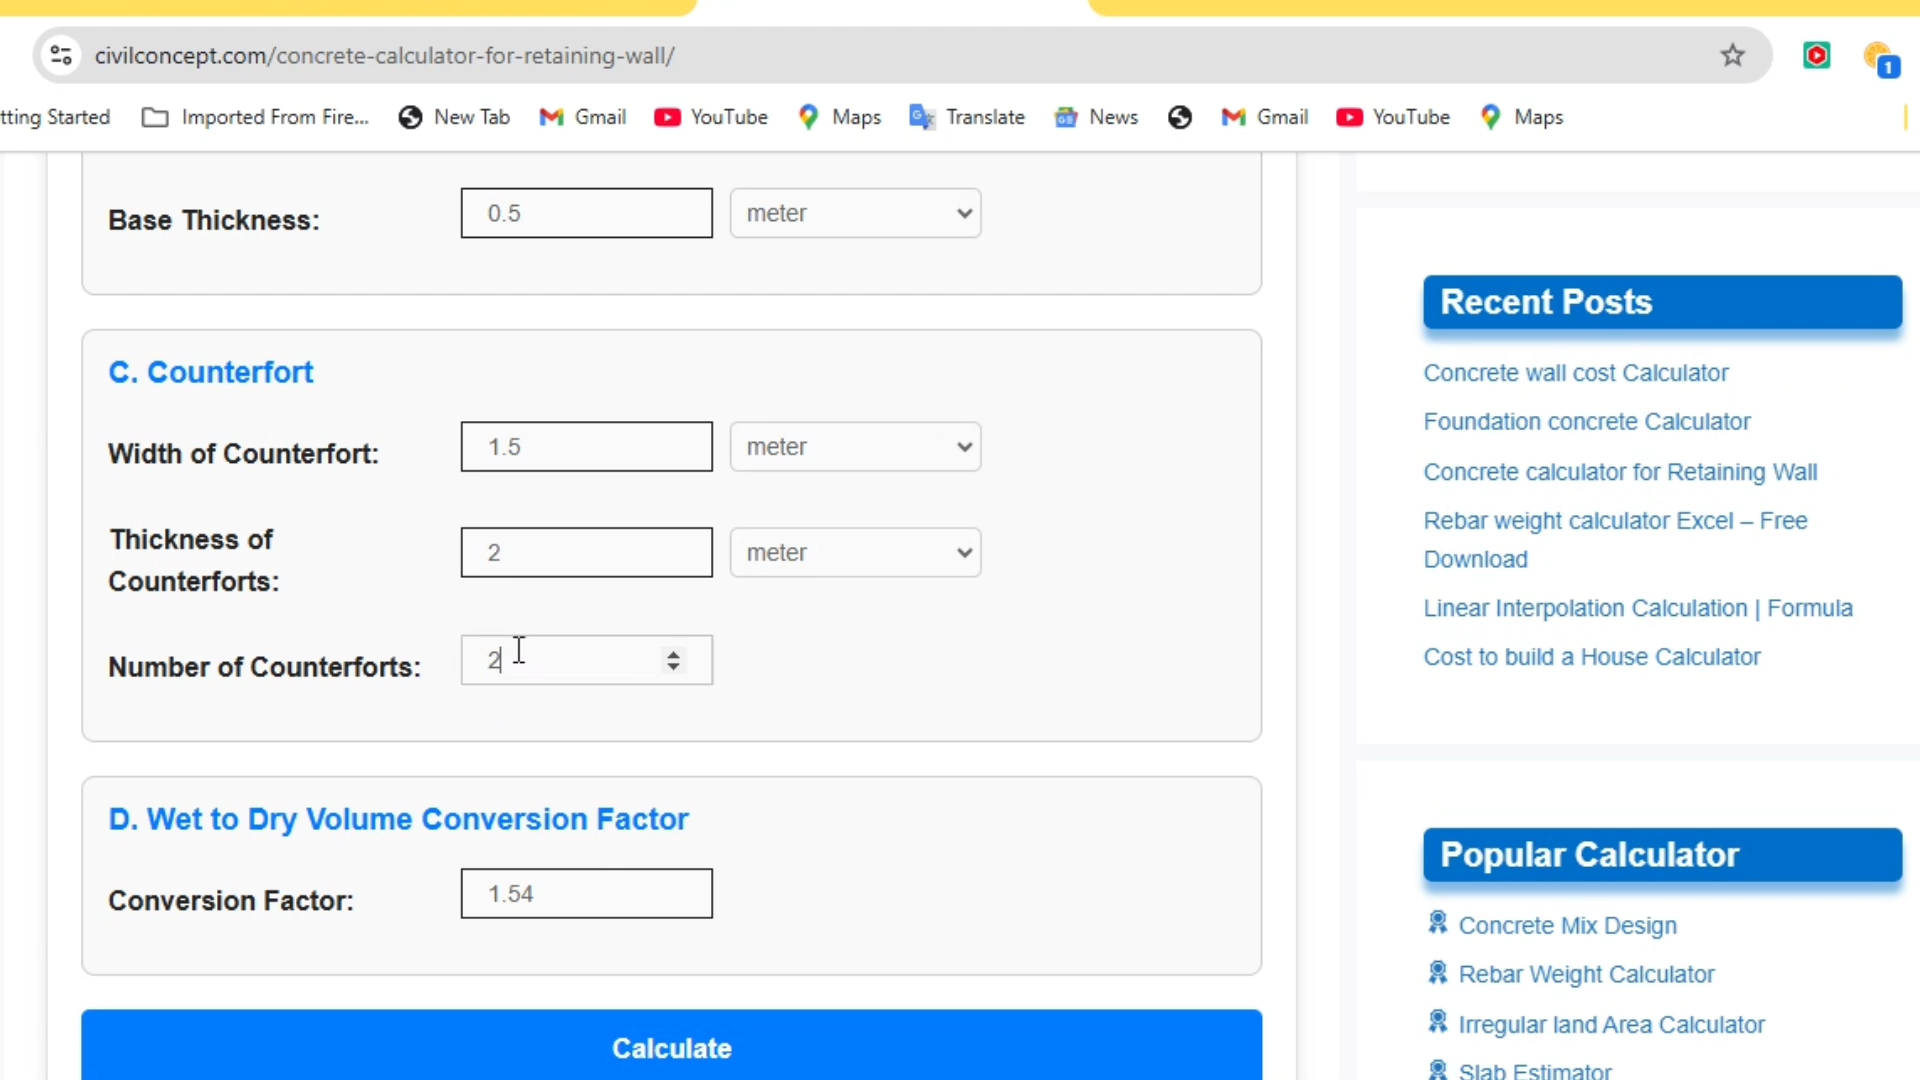 civilconcept.com/concrete-calculator-for-retaining-wall/
1
tting Started
Imported From Fire...
New Tab
Gmail
YouTube
Maps
Translate
News
Gmail
YouTube
Maps
Base Thickness:
0.5
meter
C. Counterfort
Width of Counterfort:
1.5
meter
Thickness of
Counterforts:
2
meter
Number of Counterforts:
2
D. Wet to Dry Volume Conversion Factor
Conversion Factor:
1.54
Calculate
Recent Posts
Concrete wall cost Calculator
Foundation concrete Calculator
Concrete calculator for Retaining Wall
Rebar weight calculator Excel – Free
Download
Linear Interpolation Calculation | Formula
Cost to build a House Calculator
Popular Calculator
Concrete Mix Design
Rebar Weight Calculator
Irregular land Area Calculator
Slab Estimator